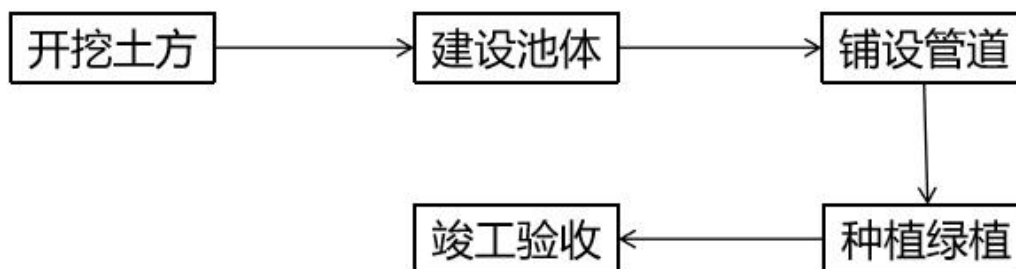 开挖土方
建设池体
铺设管道
种植绿植
竣工验收